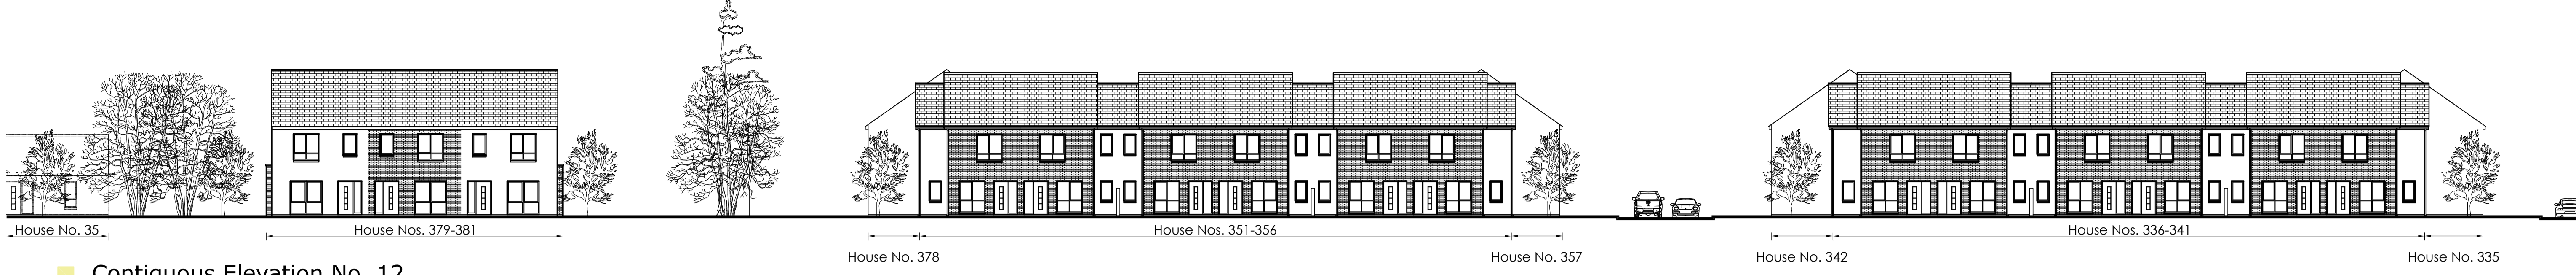 House No. 35
House Nos. 379-381
House Nos. 351-356
House Nos. 336-341
House No. 378
House No. 357
House No. 342
House No. 335
Contiguous Elevation No. 12